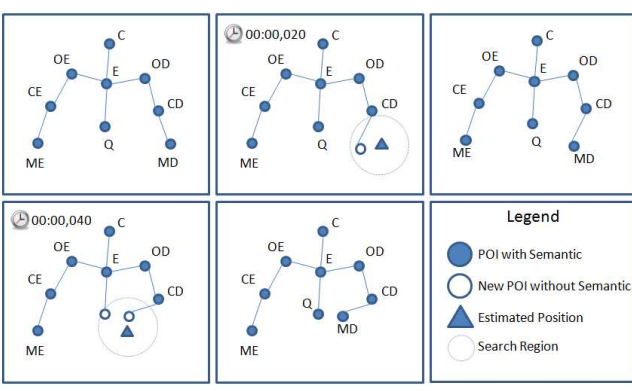 C
OE
OD
E
CE
CD
Q
ME
MD
00:00,020
C
OE
OD
E
CE
CD
Q
ME
C
OE
OD
E
CE
CD
Q
ME
MD
00:00,040
C
OE
OD
E
CE
CD
ME
C
OE
OD
E
CE
CD
Q
MD
ME
Legend
POI with Semantic
New POI without Semantic
Estimated Position
Search Region